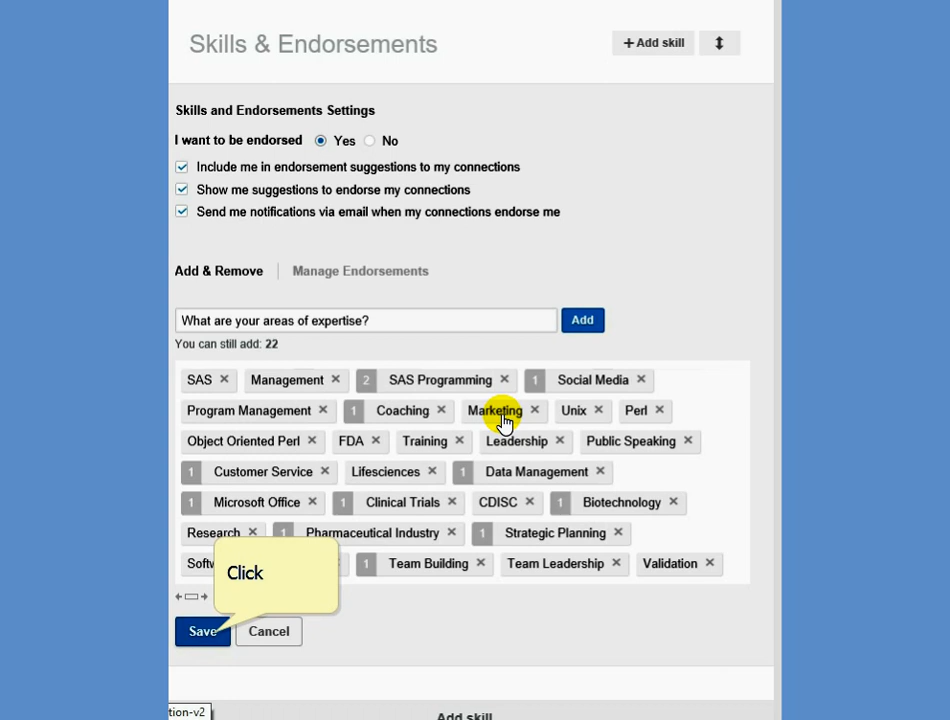 Skills & Endorsements
+ Add skill
Skills and Endorsements Settings
I want to be endorsed Yes No
Include me in endorsement suggestions to my connections
Show me suggestions to endorse my connections
Send me notifications via email when my connections endorse me
Add & Remove Manage Endorsements
What are your areas of expertise? Add
You can still add: 22
SAS × Management × 2 SAS Programming × 1 Social Media ×
Program Management × 1 Coaching × Marketing × Unix × Perl ×
Object Oriented Perl × FDA × Training × Leadership × Public Speaking ×
1 Customer Service × Lifesciences × 1 Data Management ×
1 Microsoft Office × 1 Clinical Trials × CDISC × 1 Biotechnology ×
Research × 1 Pharmaceutical Industry × 1 Strategic Planning ×
1 Team Building × Team Leadership × Validation ×
Click
Save Cancel
tion-v2
Add skill